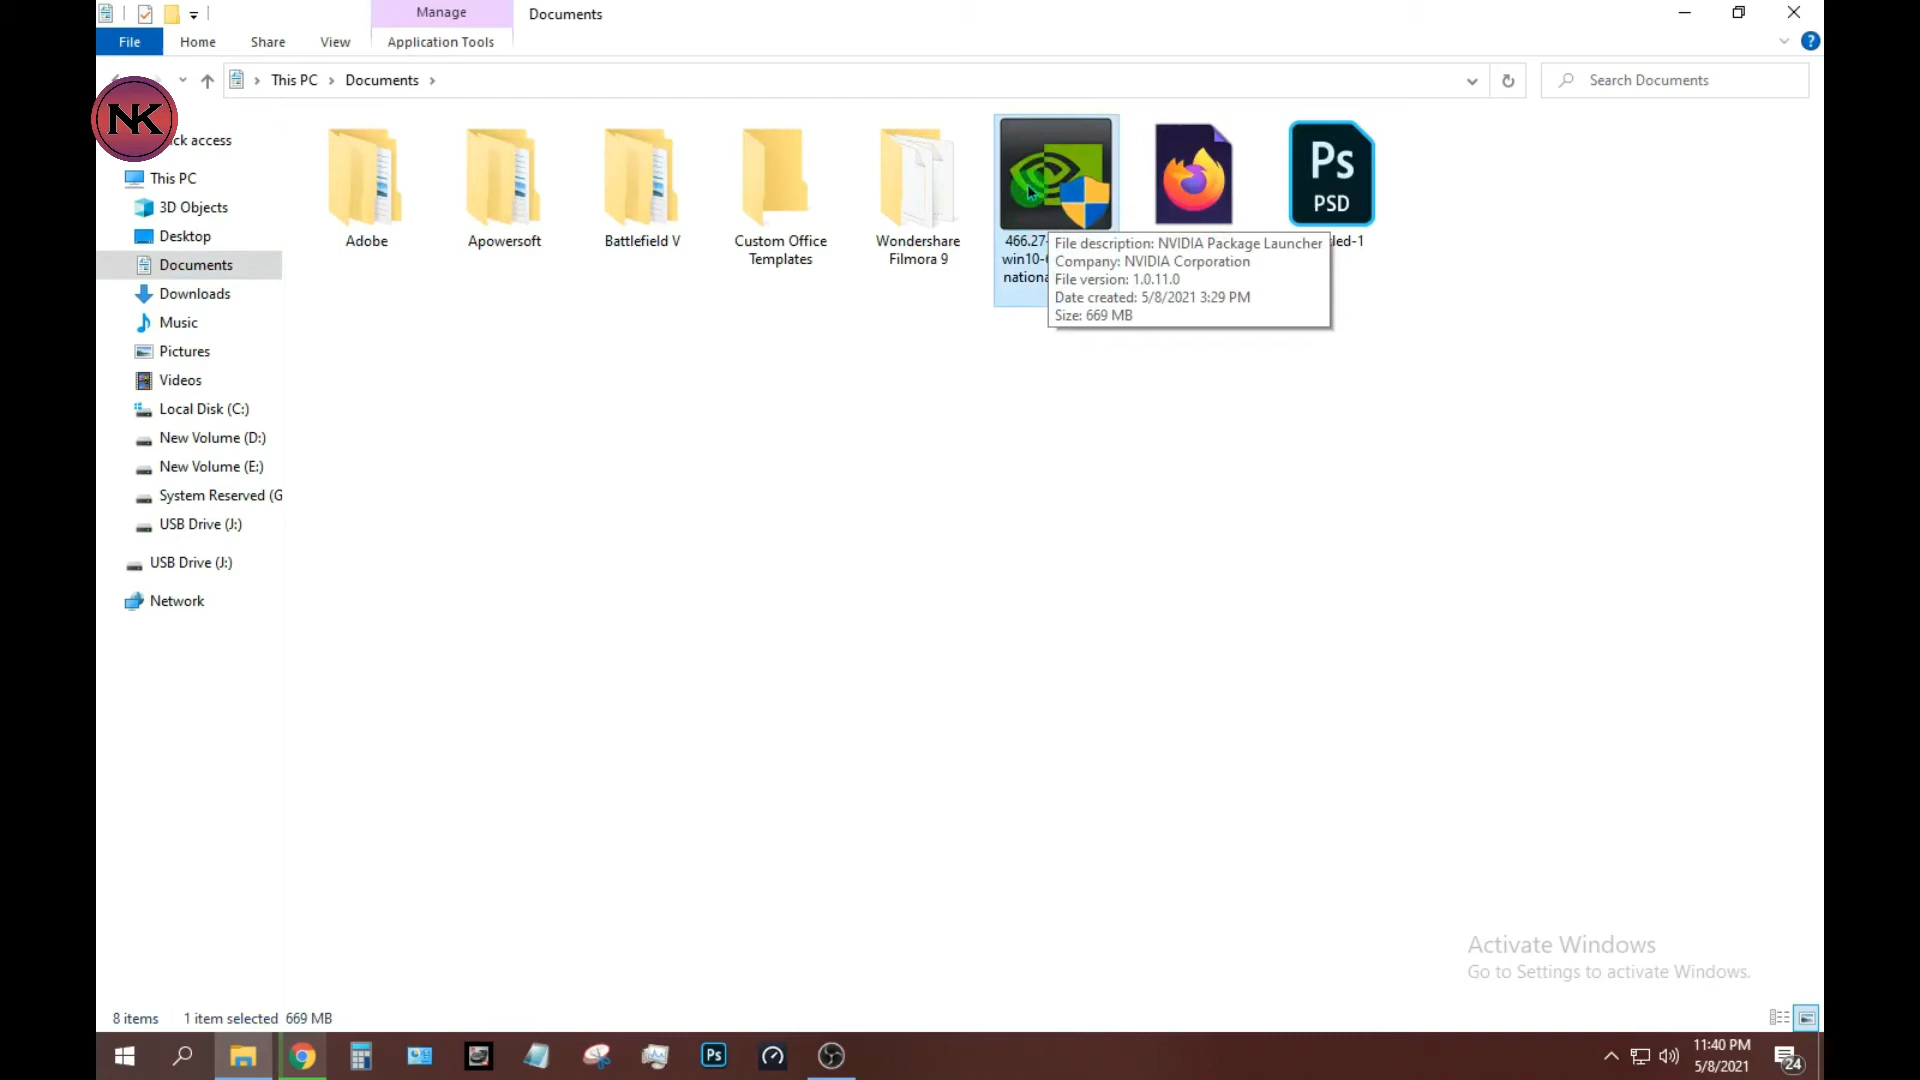 Manage
Documents
File
Home
Share
View
Application Tools
This PC
Documents
Search Documents
NK
access
This PC
3D Objects
Desktop
Documents
Downloads
Music
Pictures
Videos
Local Disk (C:)
New Volume (D:)
New Volume (E:)
System Reserved (G
USB Drive (J:)
USB Drive (J:)
Network
Adobe
Apowersoft
Battlefield V
Custom Office
Templates
Wondershare
Filmora 9
466.27-
win10-
nationa
Ps
PSD
led-1
File description: NVIDIA Package Launcher
Company: NVIDIA Corporation
File version: 1.0.11.0
Date created: 5/8/2021 3:29 PM
Size: 669 MB
Activate Windows
Go to Settings to activate Windows.
8 items
1 item selected 669 MB
Ps
11:40 PM
5/8/2021
24